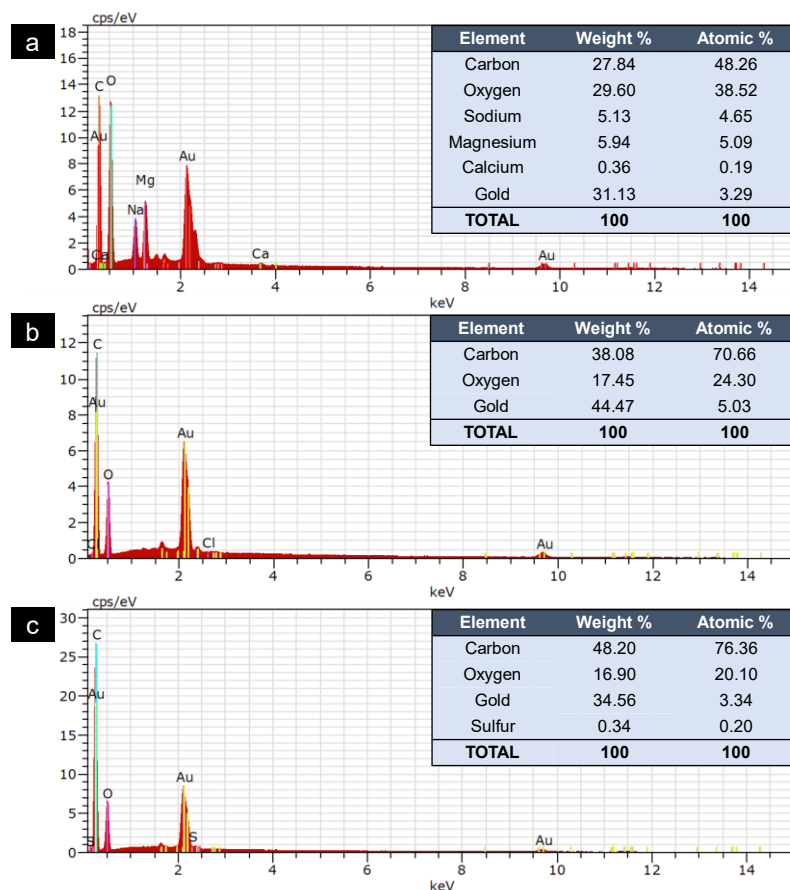 cps/eV
a
18
16
14
12
10
8
6
4
2
0
C
O
Au
Ca
Na
Mg
Au
Ca
Au
2
4
6
8
10
12
14
keV
Element Weight % Atomic %
Carbon 27.84 48.26
Oxygen 29.60 38.52
Sodium 5.13 4.65
Magnesium 5.94 5.09
Calcium 0.36 0.19
Gold 31.13 3.29
TOTAL 100 100
cps/eV
b
12
10
8
6
4
2
0
C
Au
O
Au
Cl
Au
2
4
6
8
10
12
14
keV
Element Weight % Atomic %
Carbon 38.08 70.66
Oxygen 17.45 24.30
Gold 44.47 5.03
TOTAL 100 100
cps/eV
c
30
25
20
15
10
5
0
C
Au
O
S
Au
S
Au
2
4
6
8
10
12
14
keV
Element Weight % Atomic %
Carbon 48.20 76.36
Oxygen 16.90 20.10
Gold 34.56 3.34
Sulfur 0.34 0.20
TOTAL 100 100